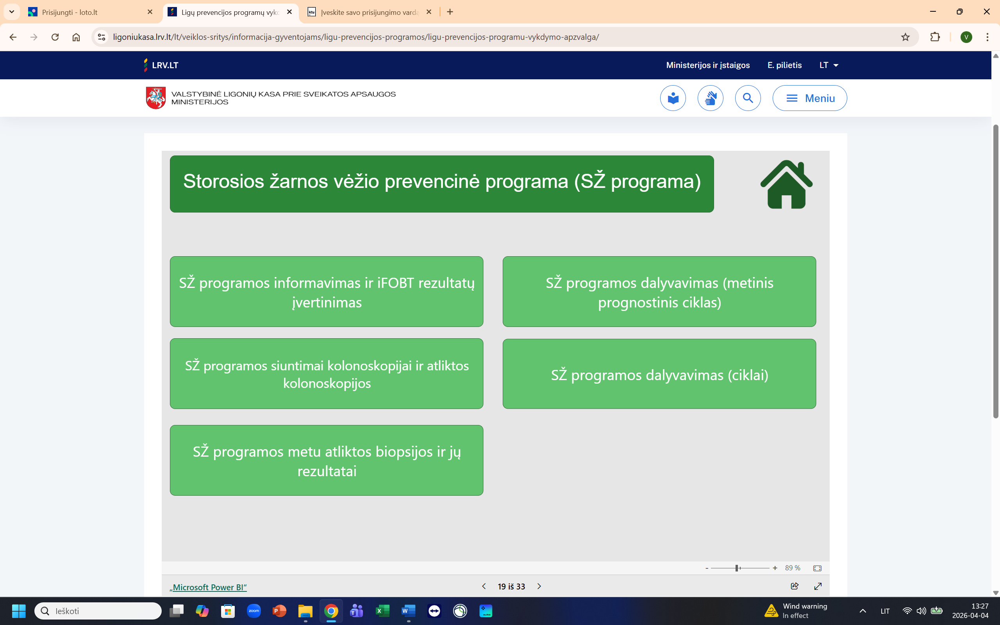 Prisijungti - loto.lt
Ligų prevencijos programų vyko
Įveskite savo prisijungimo varda
ligoniukasa.lrv.lt/lt/veiklos-sritys/informacija-gyventojams/ligu-prevencijos-programos/ligu-prevencijos-programu-vykdymo-apzvalga/
V
LRV.LT
Ministerijos ir įstaigos
E. pilietis
LT
VALSTYBINĖ LIGONIŲ KASA PRIE SVEIKATOS APSAUGOS
MINISTERIJOS
Meniu
Storosios žarnos vėžio prevencinė programa (SŽ programa)
SŽ programos informavimas ir iFOBT rezultatų
įvertinimas
SŽ programos dalyvavimas (metinis
prognostinis ciklas)
SŽ programos siuntimai kolonoskopijai ir atliktos
kolonoskopijos
SŽ programos dalyvavimas (ciklai)
SŽ programos metu atliktos biopsijos ir jų
rezultatai
- + 89 %
„Microsoft Power BI“
19 iš 33
Ieškoti
zoom
Wind warning
In effect
LIT
13:27
2026-04-04